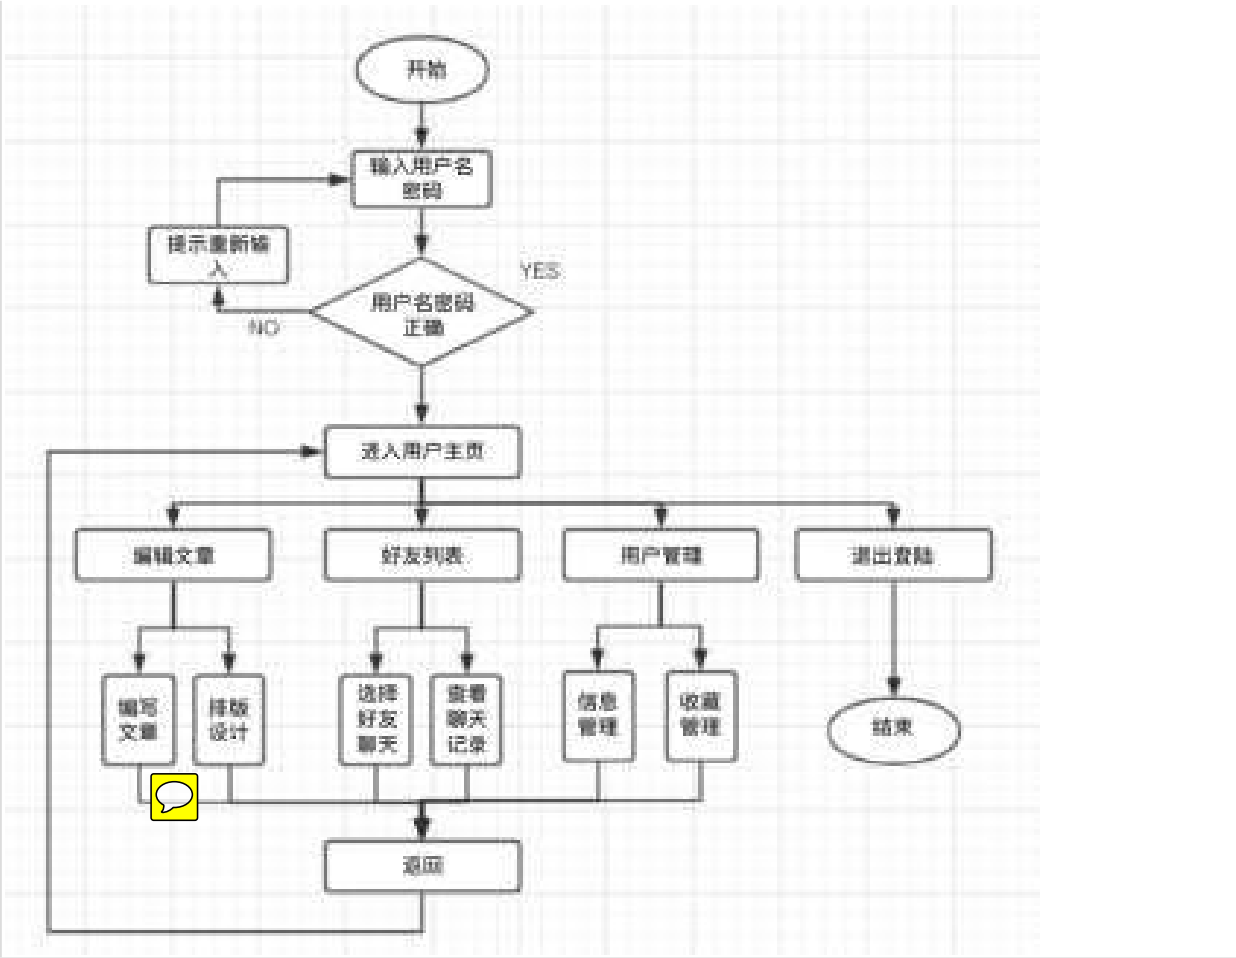 开始
输入用户名
密码
提示重新输
入
YES
用户名密码
正确
NO
进入用户主页
编辑文章
好友列表
用户管理
退出登陆
编写
文章
排版
设计
选择
好友
聊天
查看
聊天
记录
信息
管理
收藏
管理
结束
返回